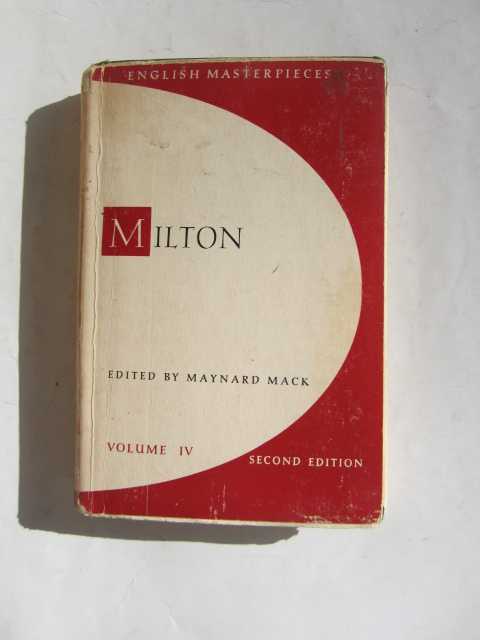 ENGLISH MASTERPIECES
MILTON
EDITED BY MAYNARD MACK
VOLUME IV
SECOND EDITION